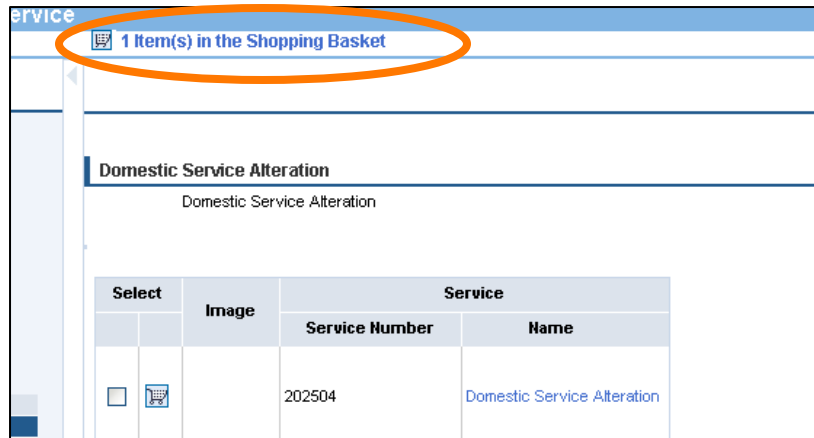 ervice
1 Item(s) in the Shopping Basket
Domestic Service Alteration
Domestic Service Alteration
Select Image Service
Service Number Name
202504 Domestic Service Alteration